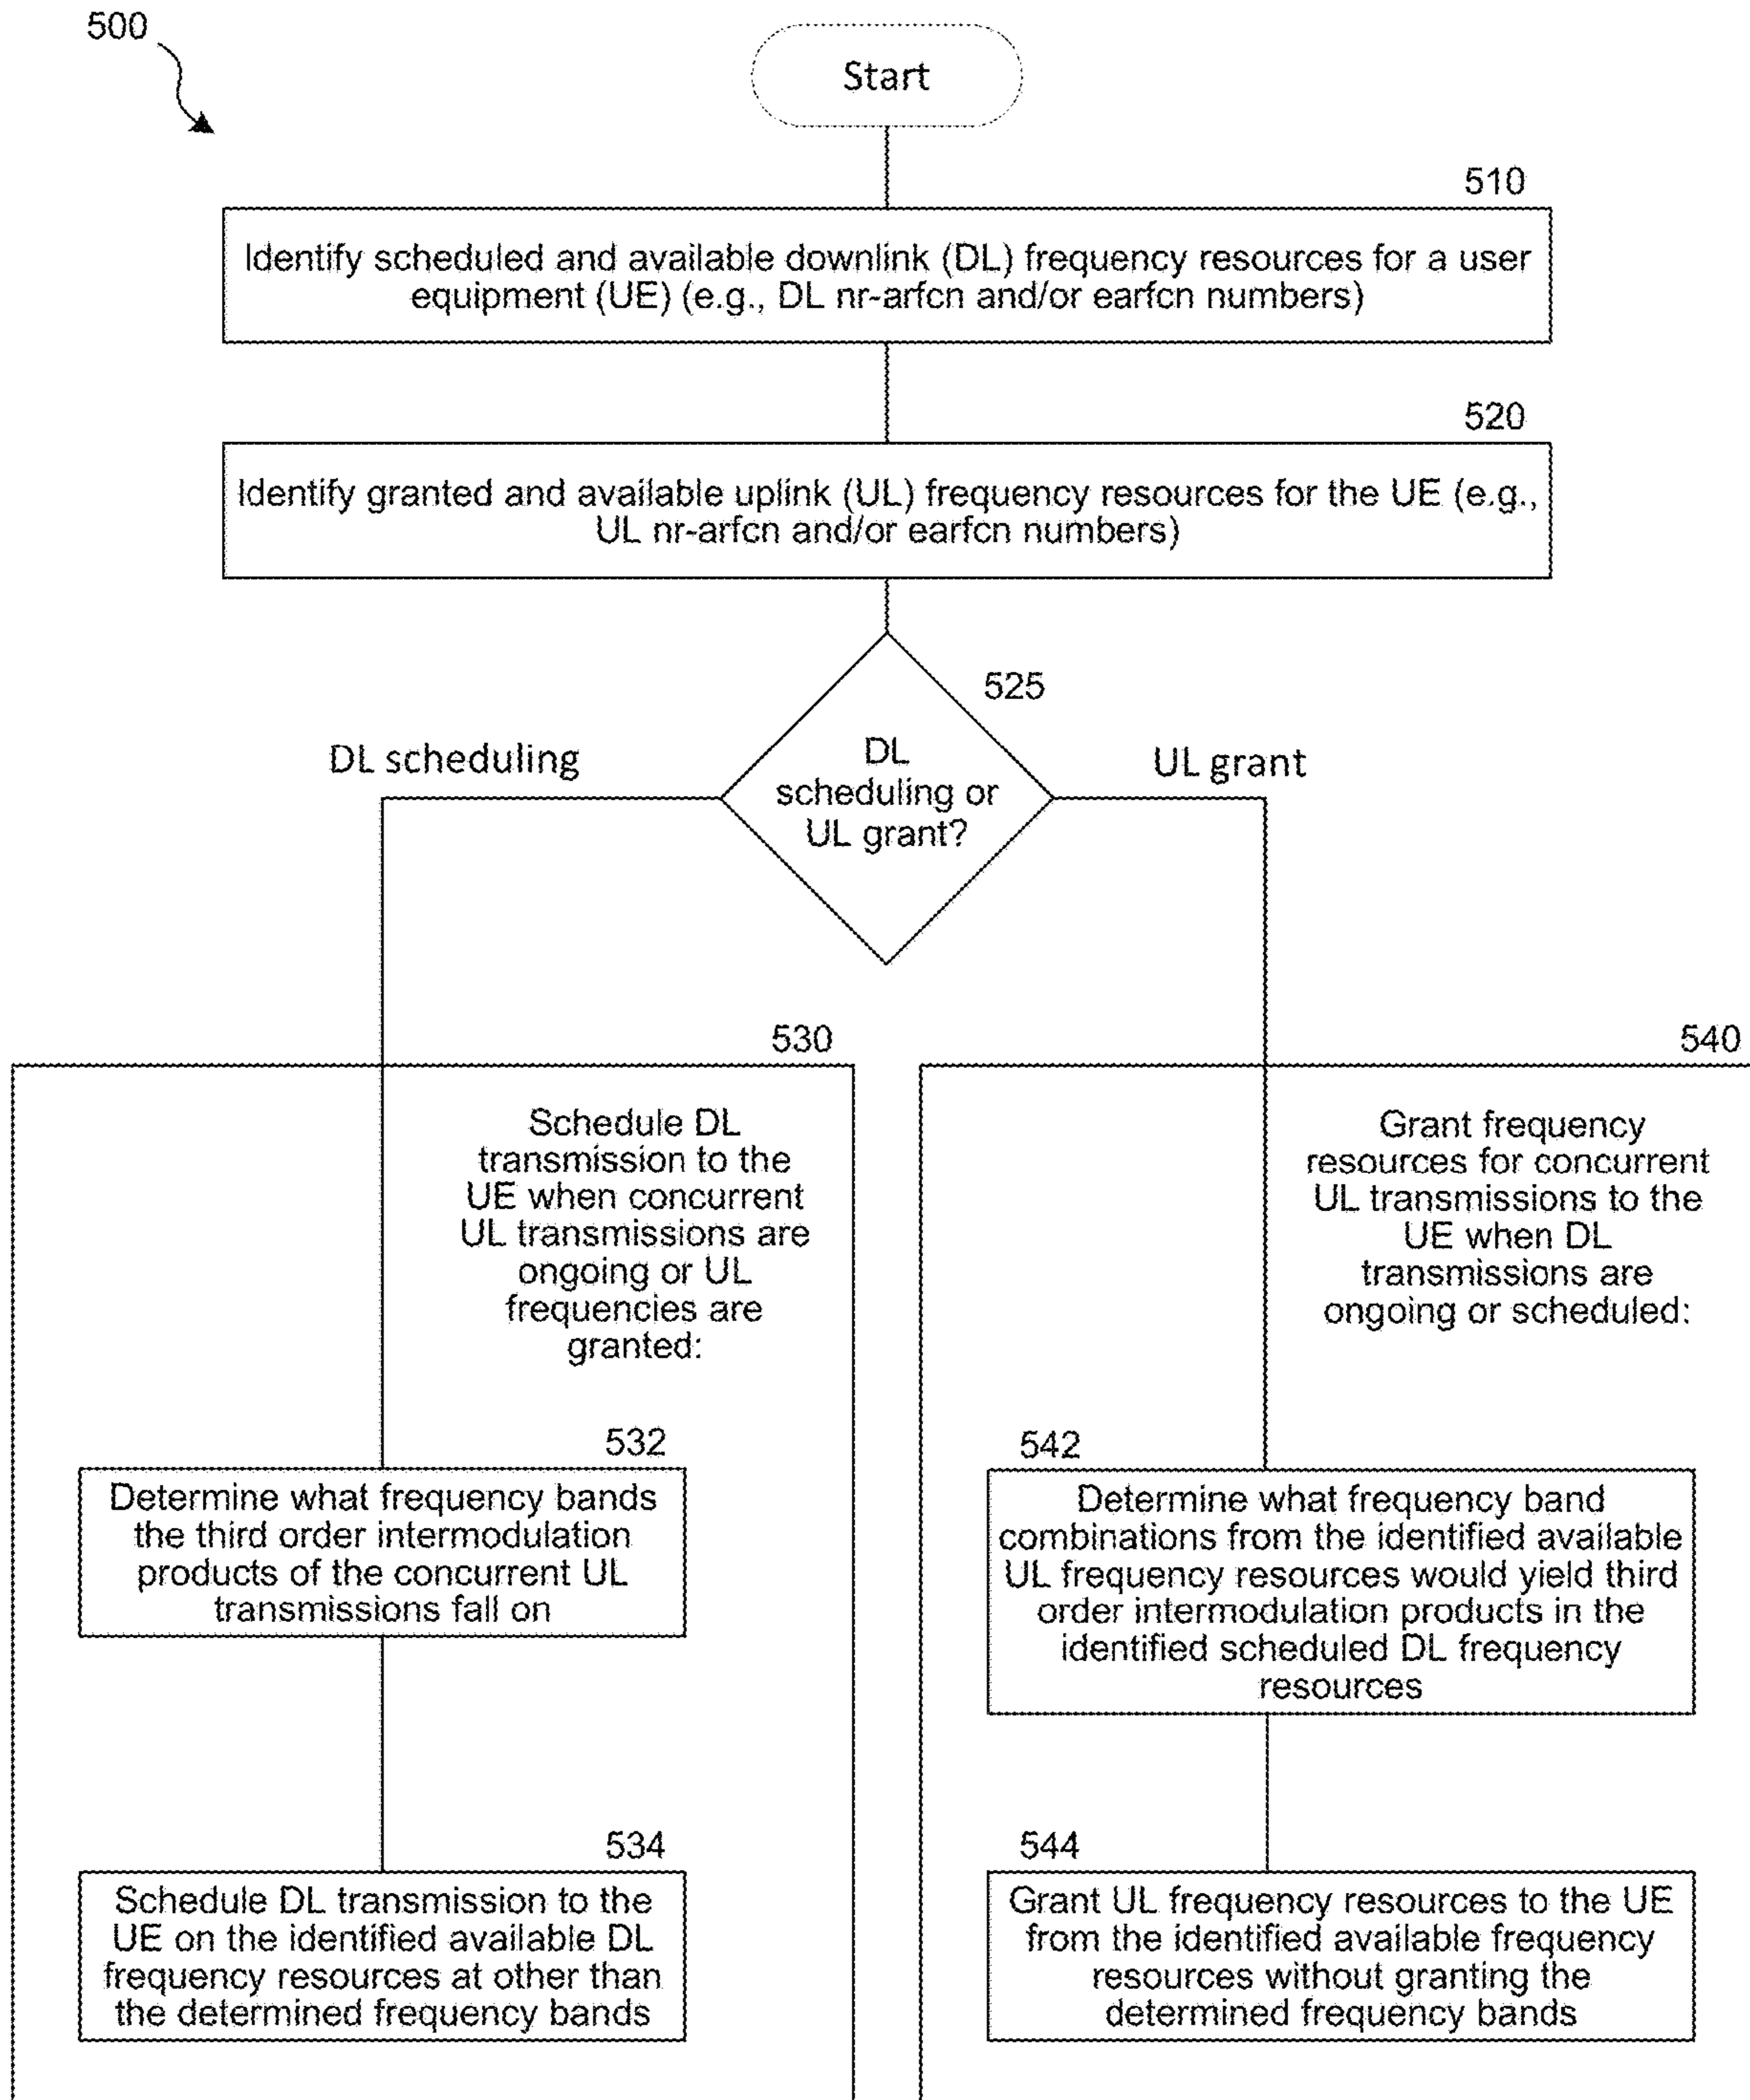 500
Start
510
Identify scheduled and available downlink (DL) frequency resources for a user
equipment (UE) (e.g., DL nr-arfcn and/or earfcn numbers)
520
Identify granted and available uplink (UL) frequency resources for the UE (e.g.,
UL nr-arfcn and/or earfcn numbers)
525
DL
scheduling or
UL grant?
DL scheduling
UL grant
530
Schedule DL
transmission to the
UE when concurrent
UL transmissions are
ongoing or UL
frequencies are
granted:
532
Determine what frequency bands
the third order intermodulation
products of the concurrent UL
transmissions fall on
534
Schedule DL transmission to the
UE on the identified available DL
frequency resources at other than
the determined frequency bands
540
Grant frequency
resources for concurrent
UL transmissions to the
UE when DL
transmissions are
ongoing or scheduled:
542
Determine what frequency band
combinations from the identified available
UL frequency resources would yield third
order intermodulation products in the
identified scheduled DL frequency
resources
544
Grant UL frequency resources to the UE
from the identified available frequency
resources without granting the
determined frequency bands